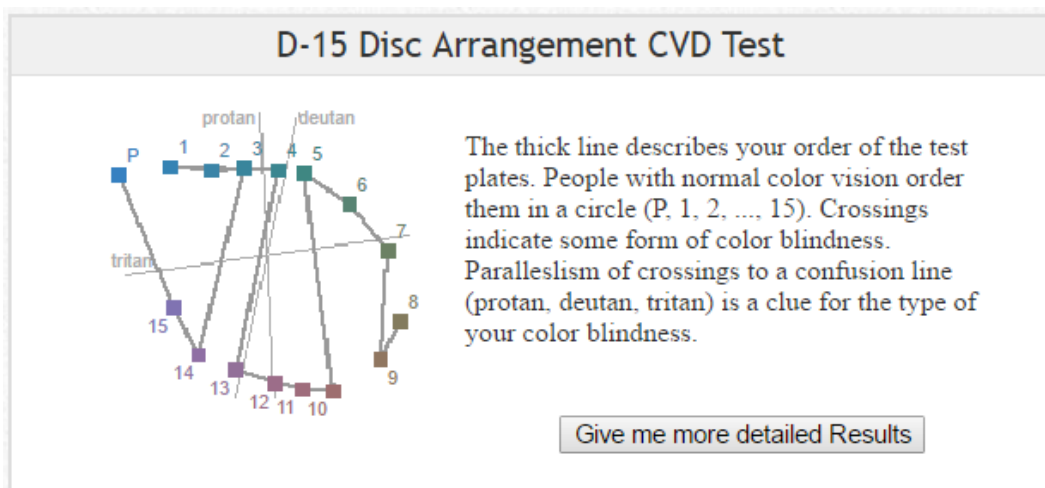 D-15 Disc Arrangement CVD Test
protan
deutan
P
1
2
3
4
5
6
7
tritan
8
15
14
13
12
11
10
9
The thick line describes your order of the test
plates. People with normal color vision order
them in a circle (P, 1, 2, ..., 15). Crossings
indicate some form of color blindness.
Paralleslism of crossings to a confusion line
(protan, deutan, tritan) is a clue for the type of
your color blindness.
Give me more detailed Results